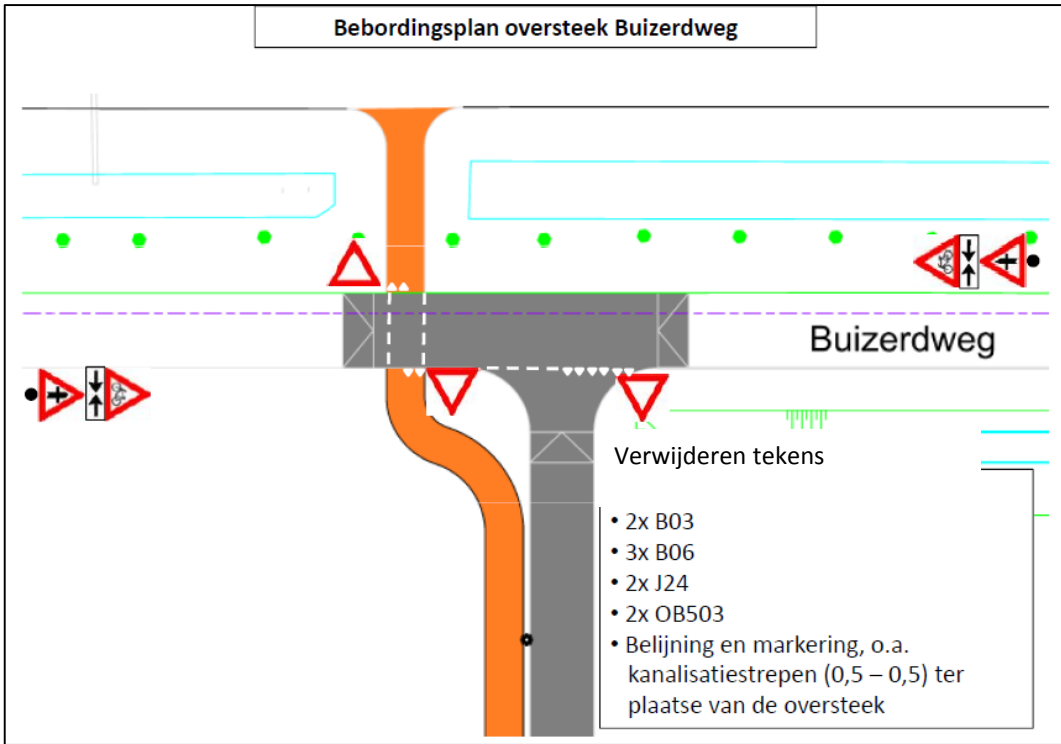 Bebordingsplan oversteek Buizerdweg
Buizerdweg
Verwijderen tekens
• 2x B03
• 3x B06
• 2x J24
• 2x OB503
• Belijning en markering, o.a.
kanalisatiestrepen (0,5 – 0,5) ter
plaatse van de oversteek